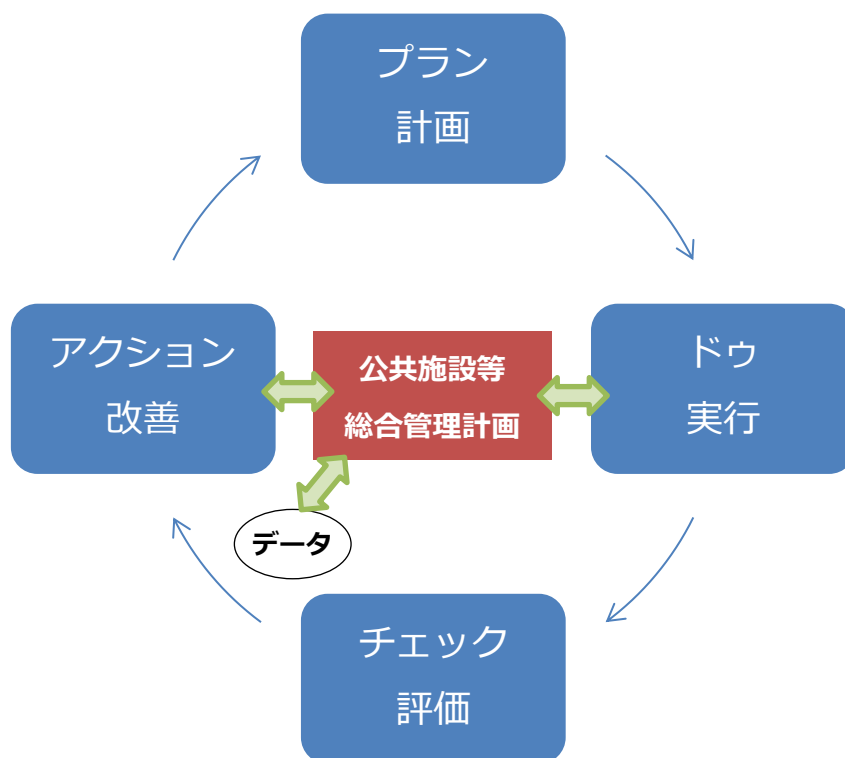 プラン
計画
アクション
改善
公共施設等
総合管理計画
ドゥ
実行
データ
チェック
評価